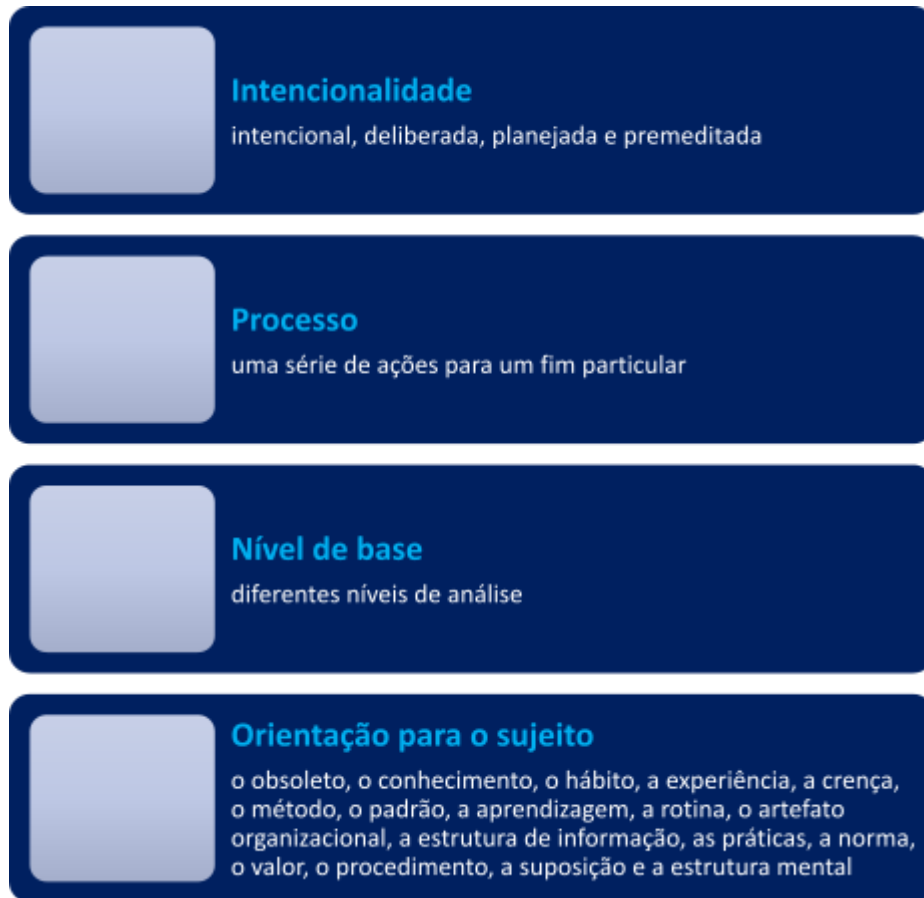 Intencionalidade
intencional, deliberada, planejada e premeditada
Processo
uma série de ações para um fim particular
Nível de base
diferentes níveis de análise
Orientação para o sujeito
o obsoleto, o conhecimento, o hábito, a experiência, a crença,
o método, o padrão, a aprendizagem, a rotina, o artefato
organizacional, a estrutura de informação, as práticas, a norma,
o valor, o procedimento, a suposição e a estrutura mental